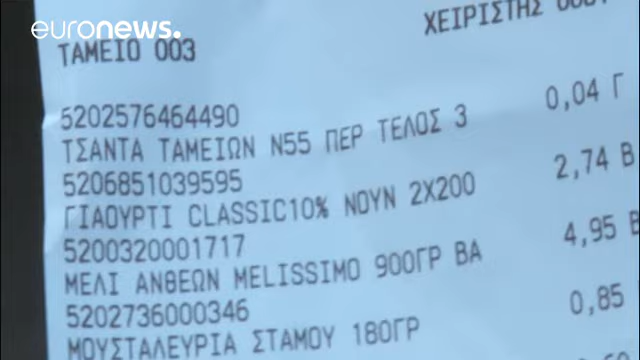 euronews.
ΧΕΙΡΙΣΤΗΣ
ΤΑΜΕΙΟ 003
5202576464490
ΤΣΑΝΤΑ ΤΑΜΕΙΩΝ Ν55 ΠΕΡ ΤΕΛΟΣ 3 0,04 Γ
5206851039595
ΓΙΑΟΥΡΤΙ CLASSIC10% ΝΟΥΝ 2X200 2,74 Β
5200320001717
ΜΕΛΙ ΑΝΘΕΩΝ MELISSIMO 900ΓΡ ΒΑ 4,95 Β
5202736000346
ΜΟΥΣΤΑΛΕΥΡΙΑ ΣΤΑΜΟΥ 180ΓΡ 0,85